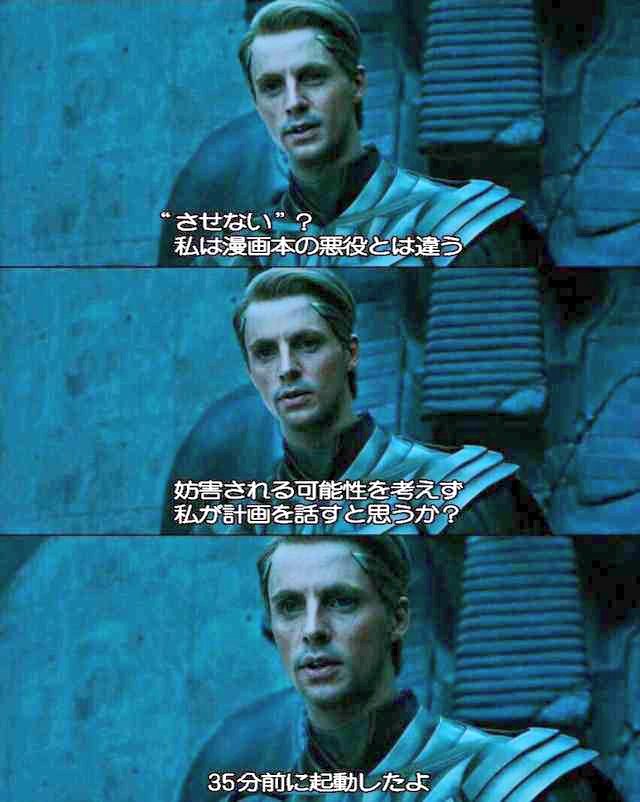 “させない”?
私は漫画本の悪役とは違う
妨害される可能性を考えず
私が計画を話すと思うか?
35分前に起動したよ